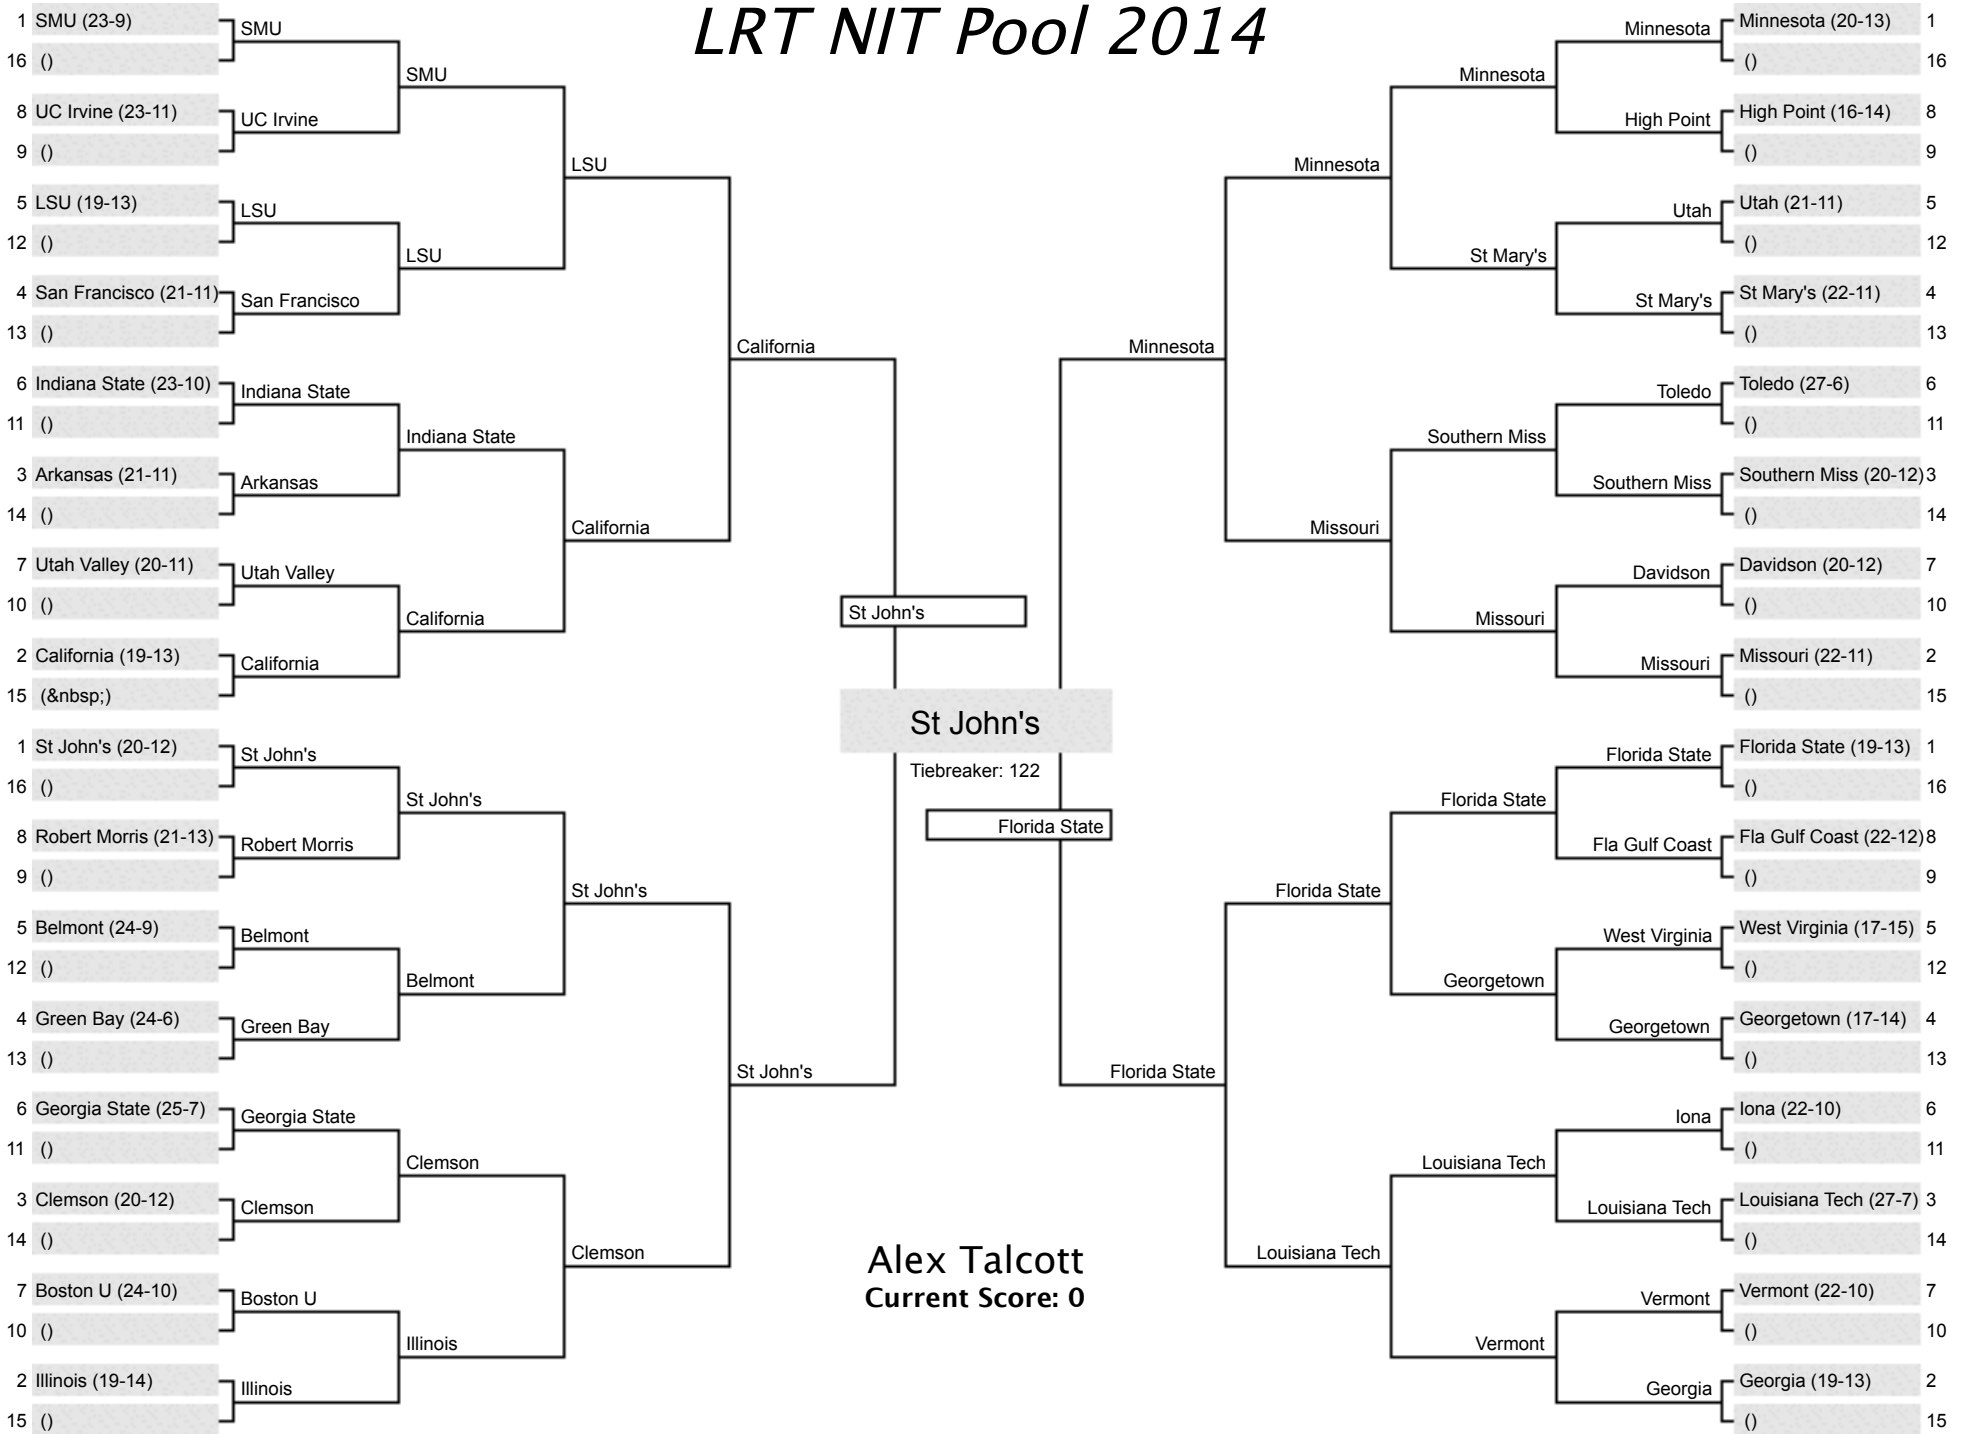 LRT NIT Pool 2014
1 SMU (23-9)
SMU
16 ()
SMU
8 UC Irvine (23-11)
UC Irvine
9 ()
LSU
5 LSU (19-13)
LSU
12 ()
LSU
4 San Francisco (21-11)
San Francisco
13 ()
California
6 Indiana State (23-10)
Indiana State
11 ()
Indiana State
3 Arkansas (21-11)
Arkansas
14 ()
California
7 Utah Valley (20-11)
Utah Valley
10 ()
California
2 California (19-13)
California
15 (&nbsp;)
St John's
1 St John's (20-12)
St John's
16 ()
St John's
8 Robert Morris (21-13)
Robert Morris
9 ()
St John's
5 Belmont (24-9)
Belmont
12 ()
Belmont
4 Green Bay (24-6)
Green Bay
13 ()
St John's
6 Georgia State (25-7)
Georgia State
11 ()
Clemson
3 Clemson (20-12)
Clemson
14 ()
Clemson
7 Boston U (24-10)
Boston U
10 ()
Illinois
2 Illinois (19-14)
Illinois
15 ()
St John's
Tiebreaker: 122
Florida State
Alex Talcott
Current Score: 0
Minnesota (20-13) 1
Minnesota
() 16
Minnesota
High Point (16-14) 8
High Point
() 9
Minnesota
Utah (21-11) 5
Utah
() 12
St Mary's
St Mary's (22-11) 4
St Mary's
() 13
Minnesota
Toledo (27-6) 6
Toledo
() 11
Southern Miss
Southern Miss (20-12) 3
Southern Miss
() 14
Missouri
Davidson (20-12) 7
Davidson
() 10
Missouri
Missouri (22-11) 2
Missouri
() 15
Florida State (19-13) 1
Florida State
() 16
Florida State
Fla Gulf Coast (22-12) 8
Fla Gulf Coast
() 9
Florida State
West Virginia (17-15) 5
West Virginia
() 12
Georgetown
Georgetown (17-14) 4
Georgetown
() 13
Florida State
Iona (22-10) 6
Iona
() 11
Louisiana Tech
Louisiana Tech (27-7) 3
Louisiana Tech
() 14
Louisiana Tech
Vermont (22-10) 7
Vermont
() 10
Vermont
Georgia (19-13) 2
Georgia
() 15